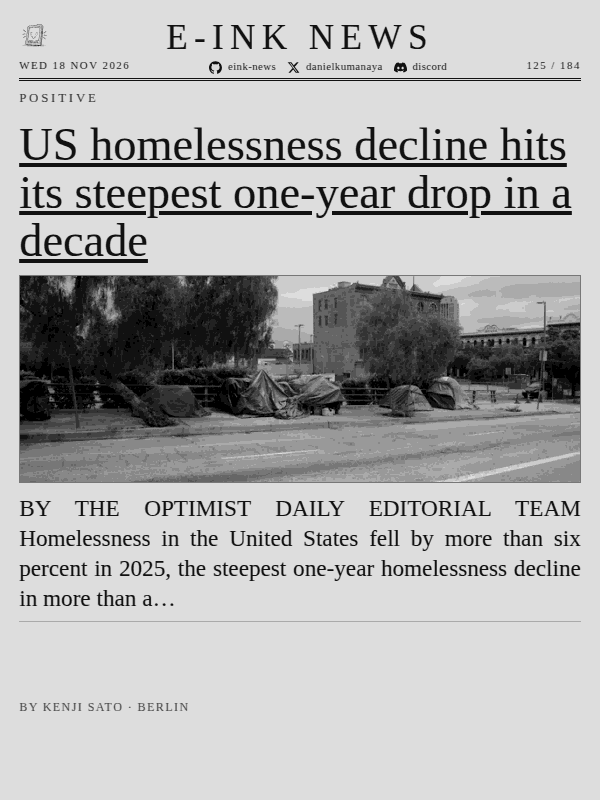 E-INK NEWS
WED 18 NOV 2026
eink-news
danielkumanaya
discord
125 / 184
POSITIVE
US homelessness decline hits
its steepest one-year drop in a
decade
BY THE OPTIMIST DAILY EDITORIAL TEAM
Homelessness in the United States fell by more than six
percent in 2025, the steepest one-year homelessness decline
in more than a…
BY KENJI SATO · BERLIN